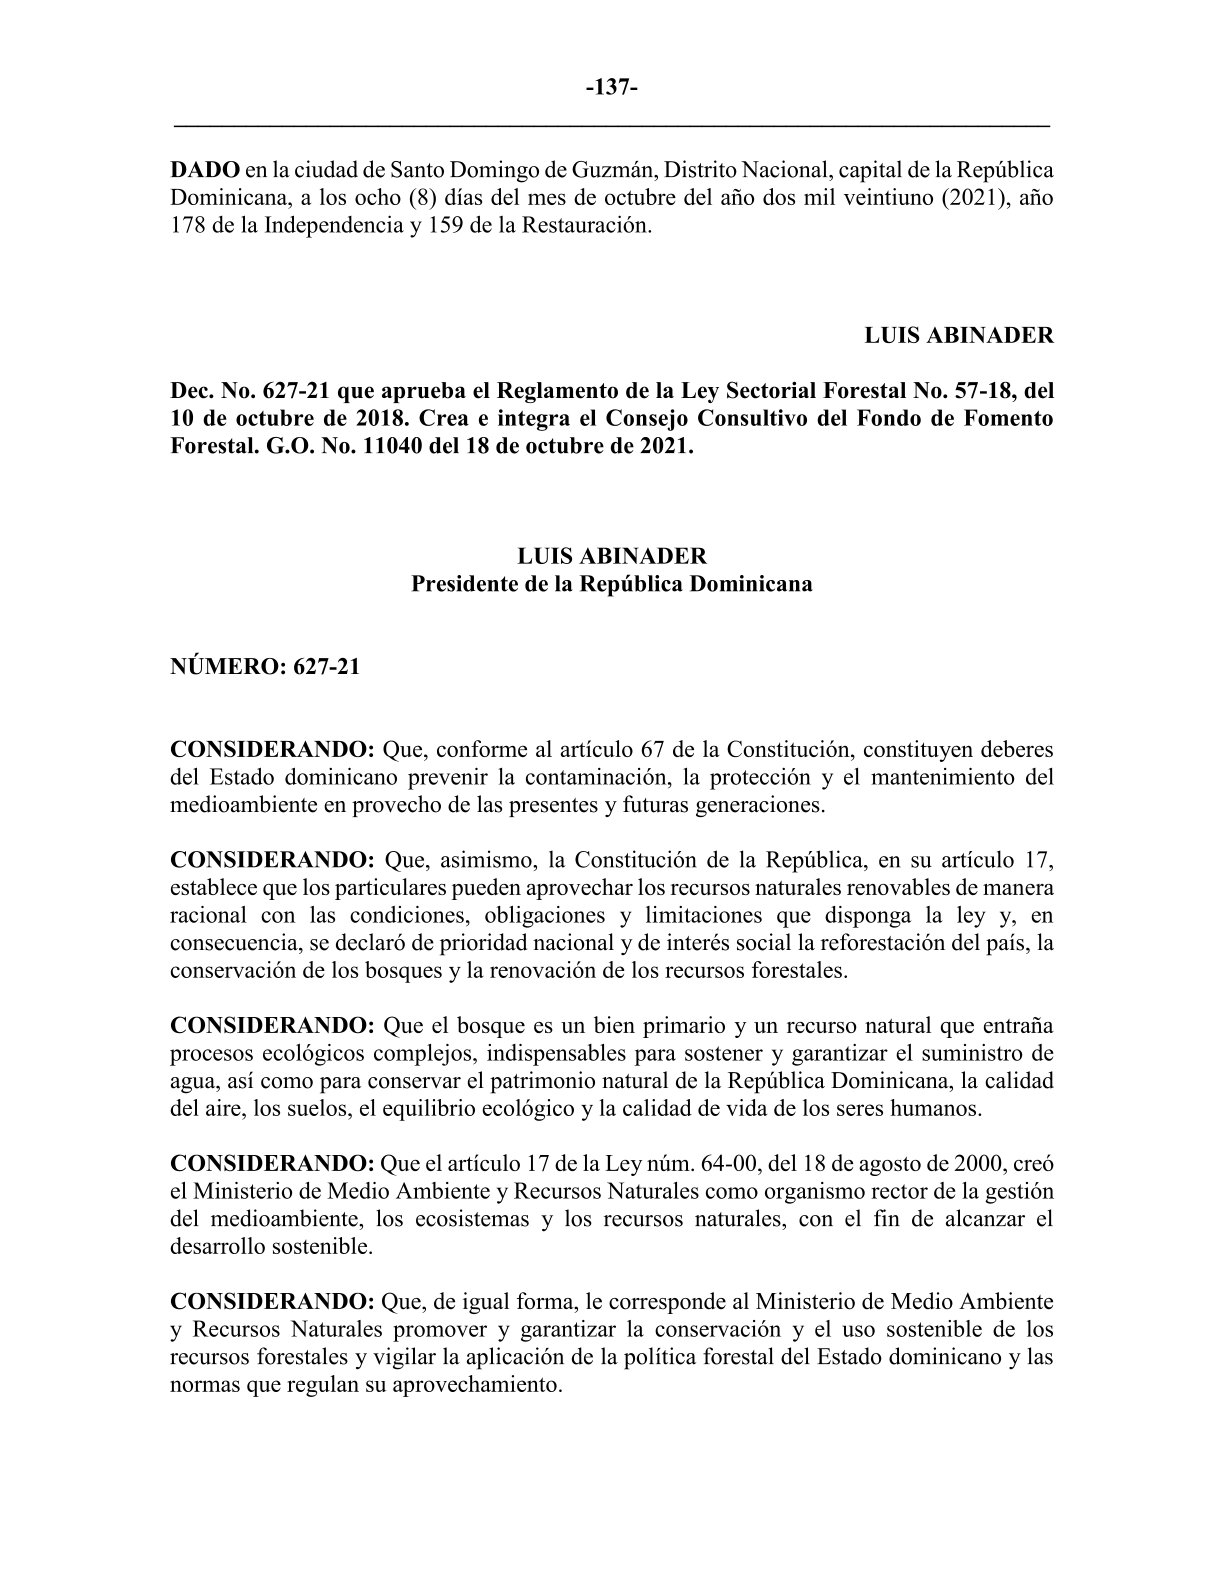 -137-
DADO en la ciudad de Santo Domingo de Guzmán, Distrito Nacional, capital de la República
Dominicana, a los ocho (8) días del mes de octubre del año dos mil veintiuno (2021), año
178 de la Independencia y 159 de la Restauración.
LUIS ABINADER
Dec. No. 627-21 que aprueba el Reglamento de la Ley Sectorial Forestal No. 57-18, del
10 de octubre de 2018. Crea e integra el Consejo Consultivo del Fondo de Fomento
Forestal. G.O. No. 11040 del 18 de octubre de 2021.
LUIS ABINADER
Presidente de la República Dominicana
NÚMERO: 627-21
CONSIDERANDO: Que, conforme al artículo 67 de la Constitución, constituyen deberes
del Estado dominicano prevenir la contaminación, la protección y el mantenimiento del
medioambiente en provecho de las presentes y futuras generaciones.
CONSIDERANDO: Que, asimismo, la Constitución de la República, en su artículo 17,
establece que los particulares pueden aprovechar los recursos naturales renovables de manera
racional con las condiciones, obligaciones y limitaciones que disponga la ley y, en
consecuencia, se declaró de prioridad nacional y de interés social la reforestación del país, la
conservación de los bosques y la renovación de los recursos forestales.
CONSIDERANDO: Que el bosque es un bien primario y un recurso natural que entraña
procesos ecológicos complejos, indispensables para sostener y garantizar el suministro de
agua, así como para conservar el patrimonio natural de la República Dominicana, la calidad
del aire, los suelos, el equilibrio ecológico y la calidad de vida de los seres humanos.
CONSIDERANDO: Que el artículo 17 de la Ley núm. 64-00, del 18 de agosto de 2000, creó
el Ministerio de Medio Ambiente y Recursos Naturales como organismo rector de la gestión
del medioambiente, los ecosistemas y los recursos naturales, con el fin de alcanzar el
desarrollo sostenible.
CONSIDERANDO: Que, de igual forma, le corresponde al Ministerio de Medio Ambiente
y Recursos Naturales promover y garantizar la conservación y el uso sostenible de los
recursos forestales y vigilar la aplicación de la política forestal del Estado dominicano y las
normas que regulan su aprovechamiento.